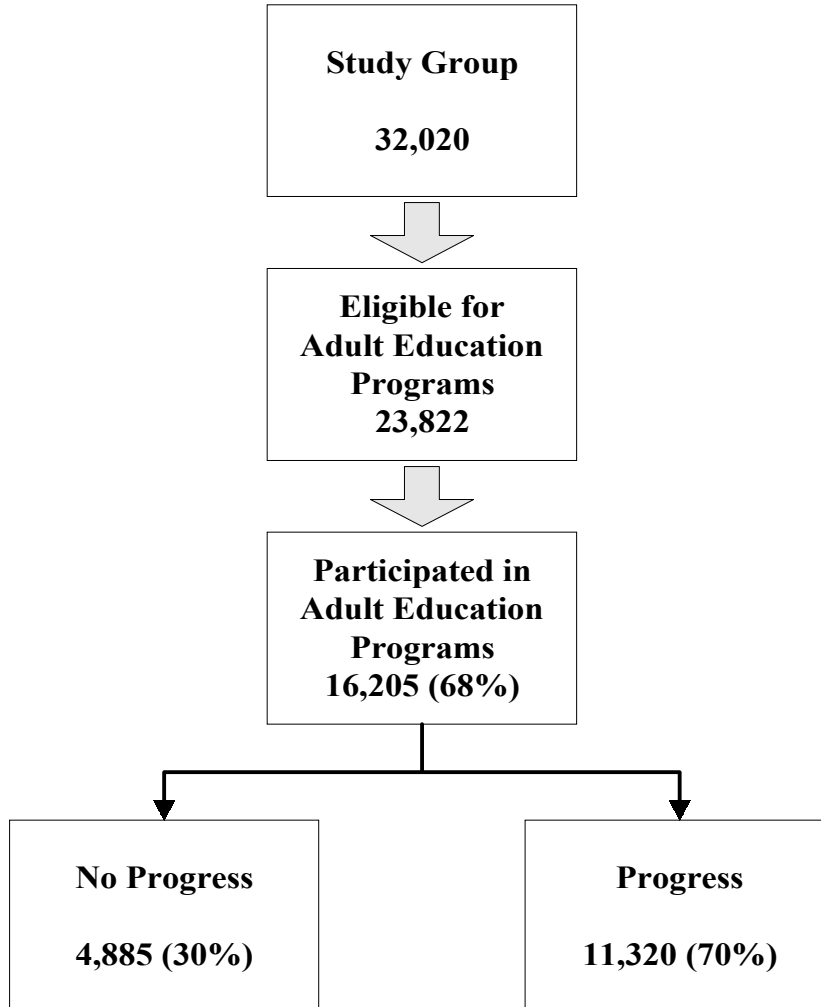 Study Group
32,020
Eligible for
Adult Education
Programs
23,822
Participated in
Adult Education
Programs
16,205 (68%)
No Progress
4,885 (30%)
Progress
11,320 (70%)